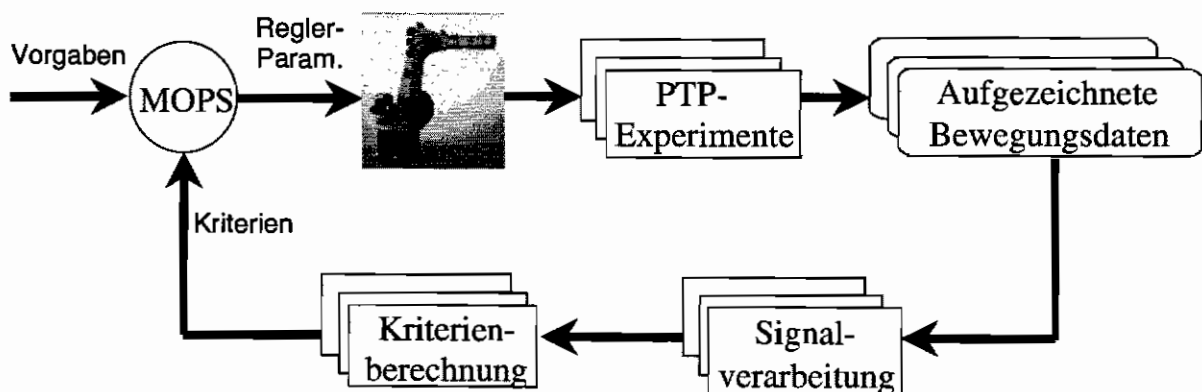 Vorgaben
MOPS
Regler-
Param.
PTP-
Experimente
Aufgezeichnete
Bewegungsdaten
Kriterien
Kriterien-
berechnung
Signal-
verarbeitung